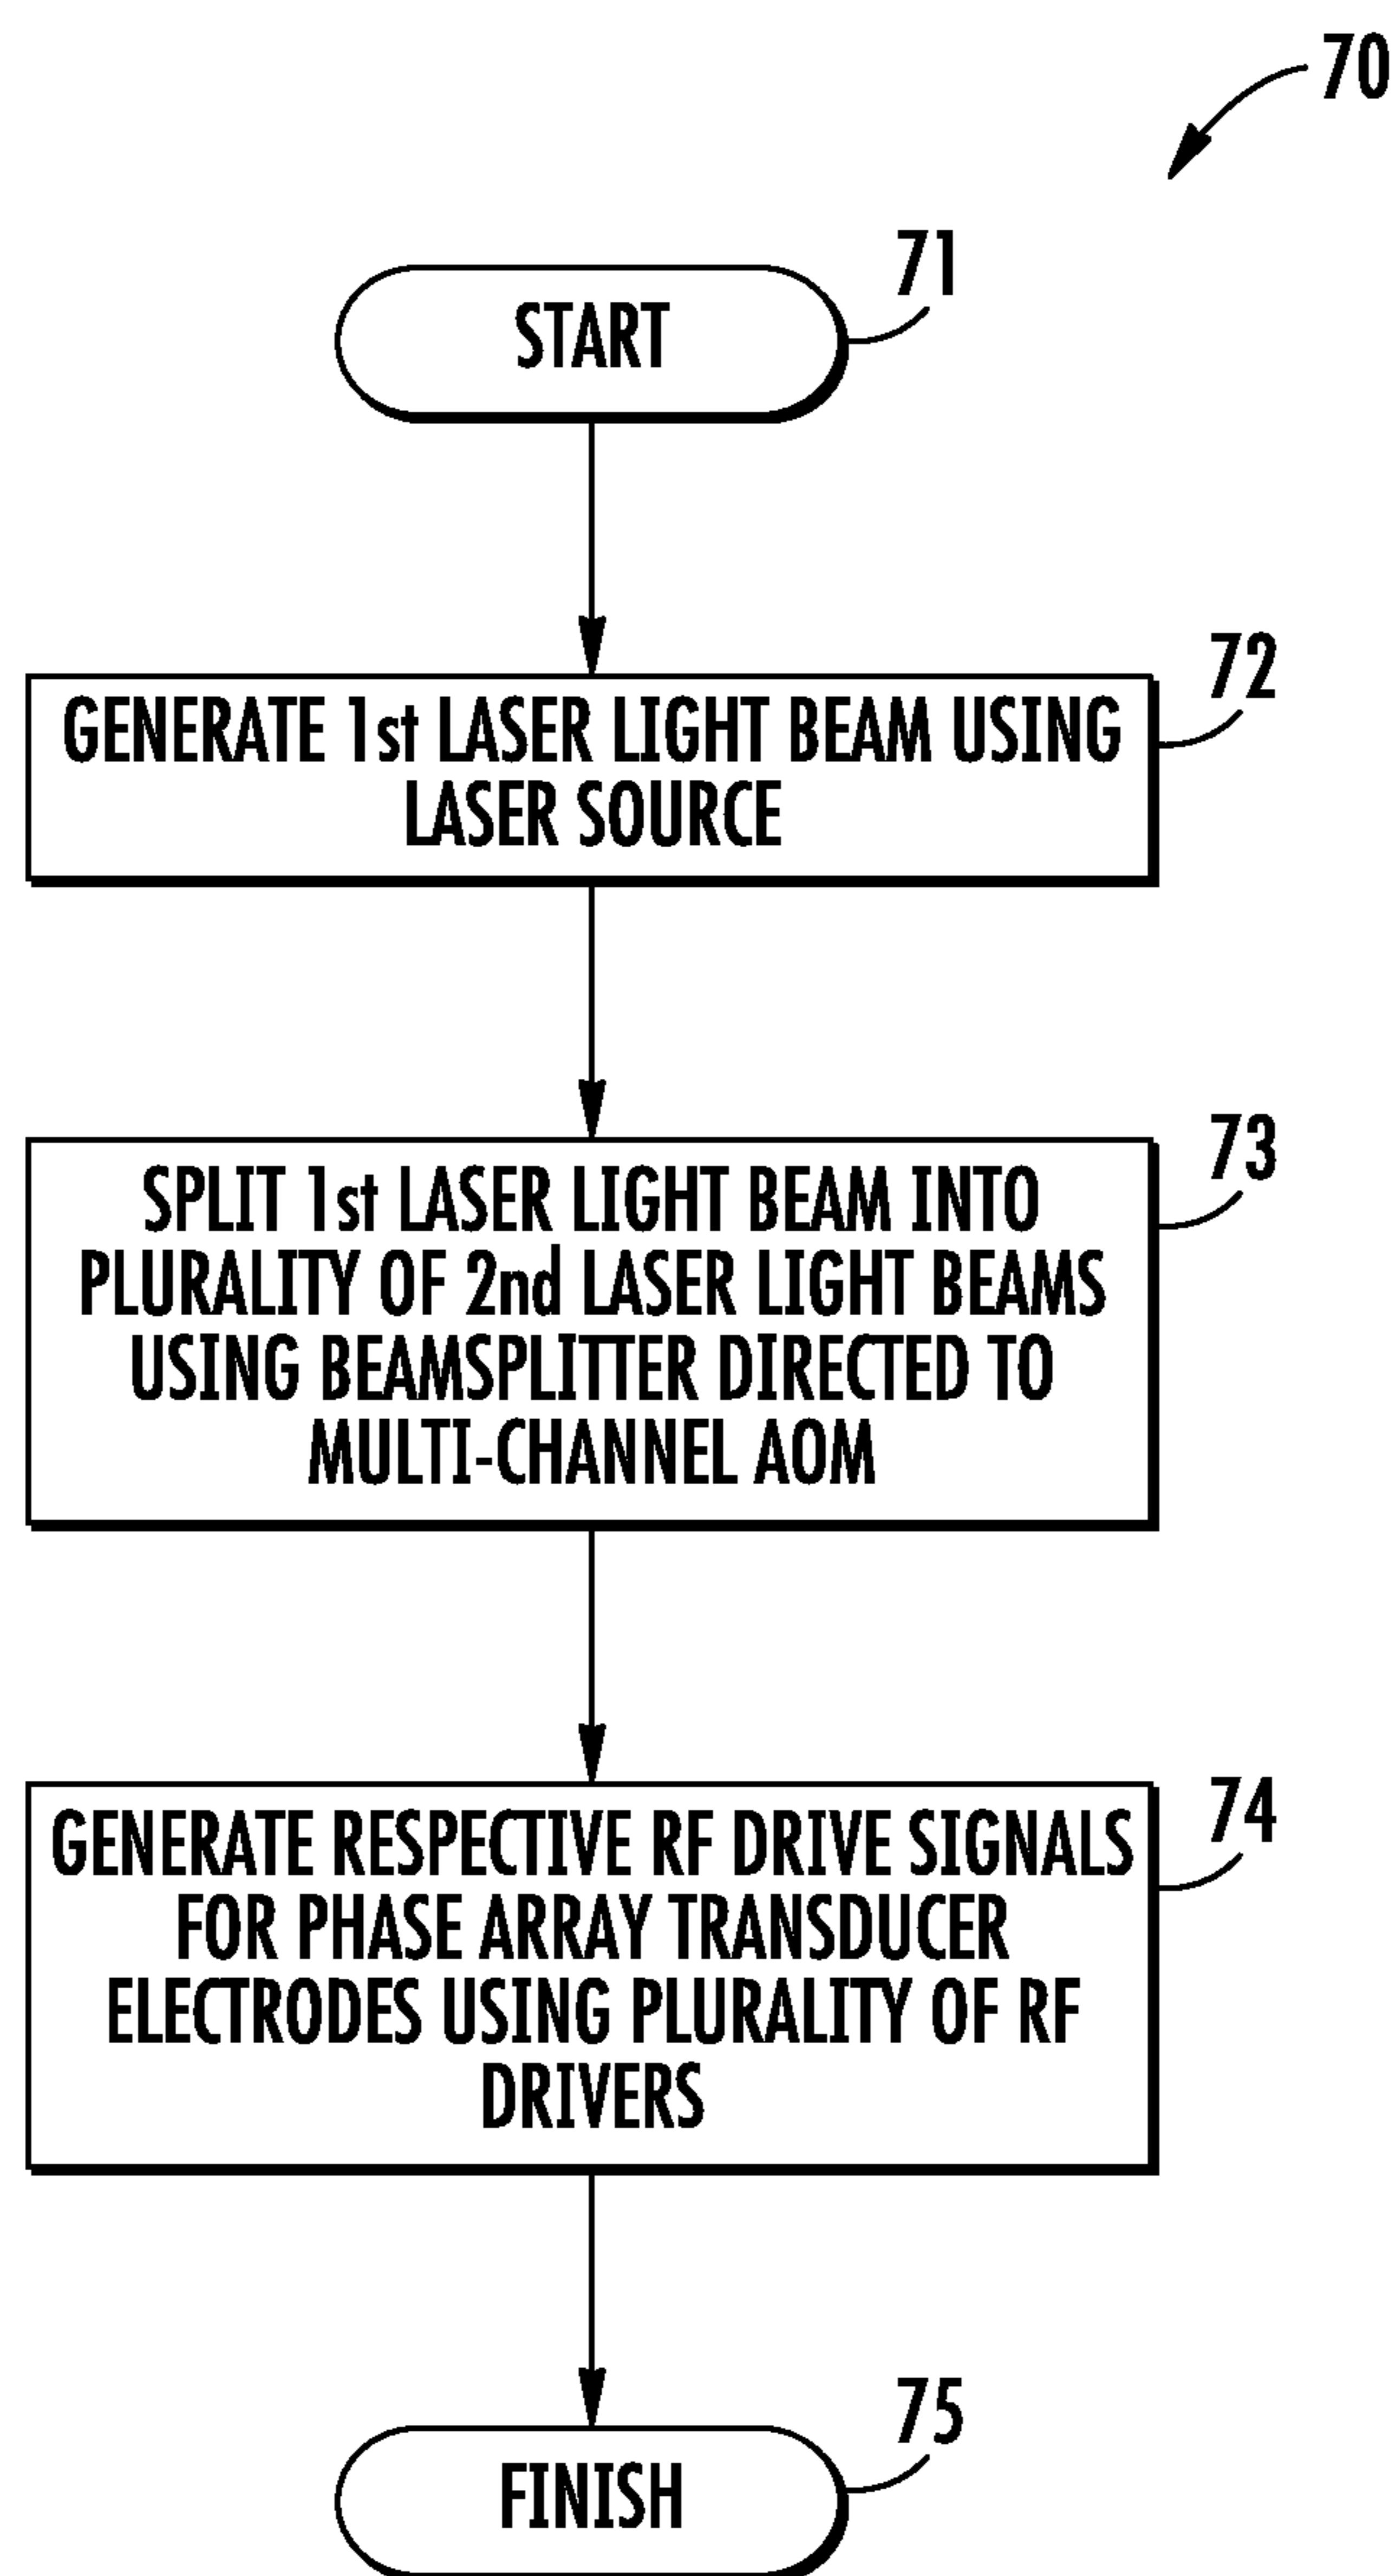 70
71
START
72
GENERATE 1st LASER LIGHT BEAM USING
LASER SOURCE
73
SPLIT 1st LASER LIGHT BEAM INTO
PLURALITY OF 2nd LASER LIGHT BEAMS
USING BEAMSPLITTER DIRECTED TO
MULTI-CHANNEL AOM
74
GENERATE RESPECTIVE RF DRIVE SIGNALS
FOR PHASE ARRAY TRANSDUCER
ELECTRODES USING PLURALITY OF RF
DRIVERS
75
FINISH